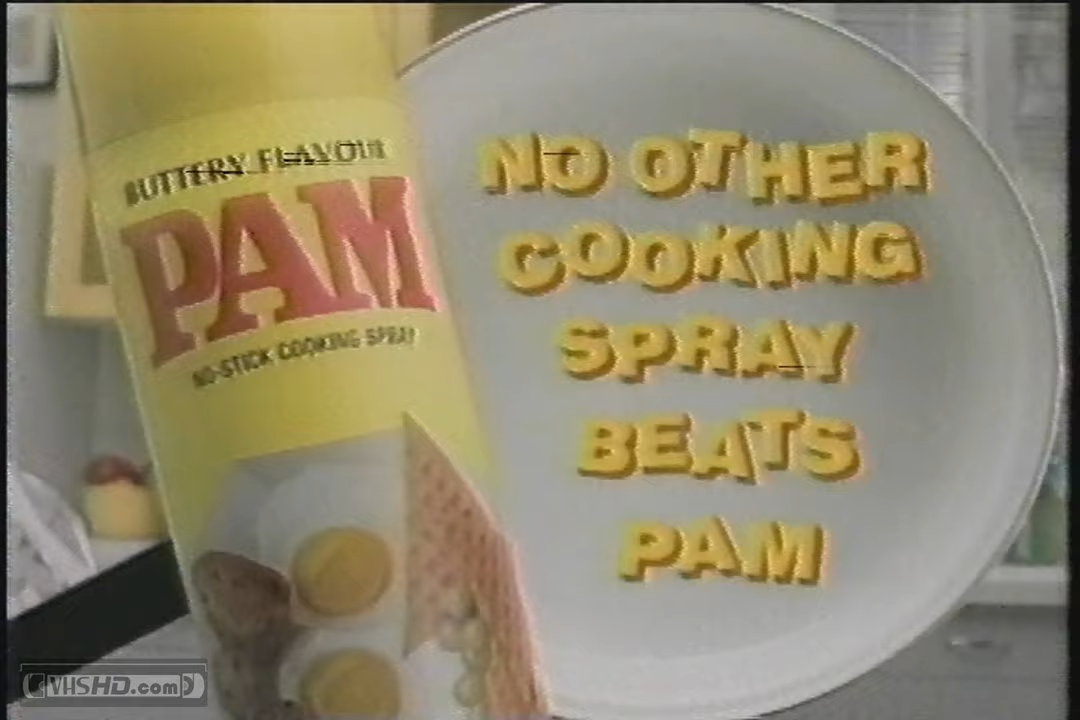 BUTTERY FLAVOUR
PAM
NO-STICK COOKING SPRAY
NO OTHER
COOKING
SPRAY
BEATS
PAM
VHSHD.com